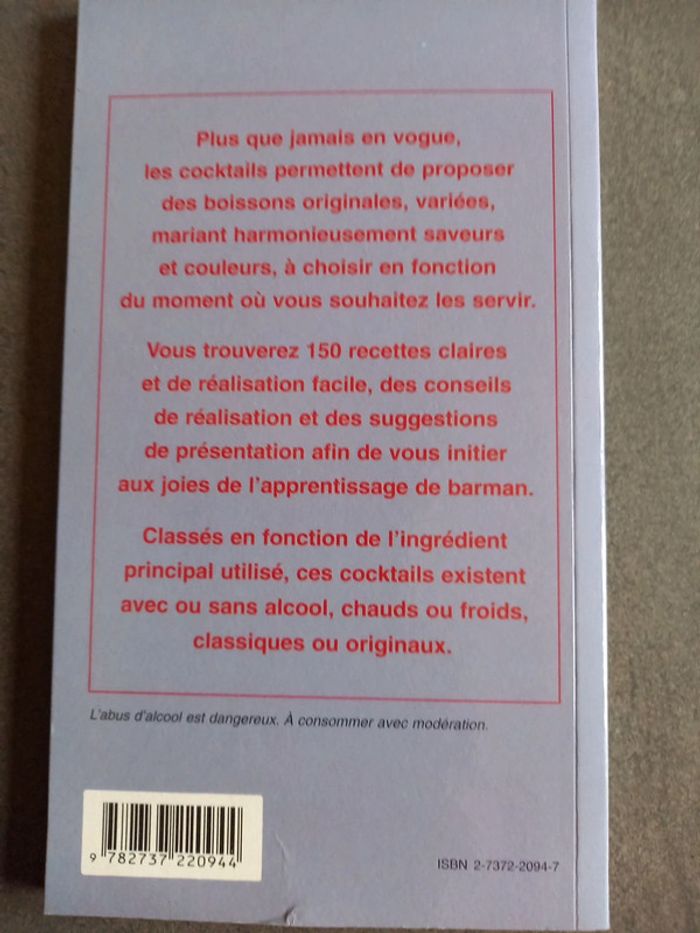 Plus que jamais en vogue,
les cocktails permettent de proposer
des boissons originales, variées,
mariant harmonieusement saveurs
et couleurs, à choisir en fonction
du moment où vous souhaitez les servir.
Vous trouverez 150 recettes claires
et de réalisation facile, des conseils
de réalisation et des suggestions
de présentation afin de vous initier
aux joies de l'apprentissage de barman.
Classés en fonction de l'ingrédient
principal utilisé, ces cocktails existent
avec ou sans alcool, chauds ou froids,
classiques ou originaux.
L'abus d'alcool est dangereux. À consommer avec modération.
9 782737 220944
ISBN 2-7372-2094-7